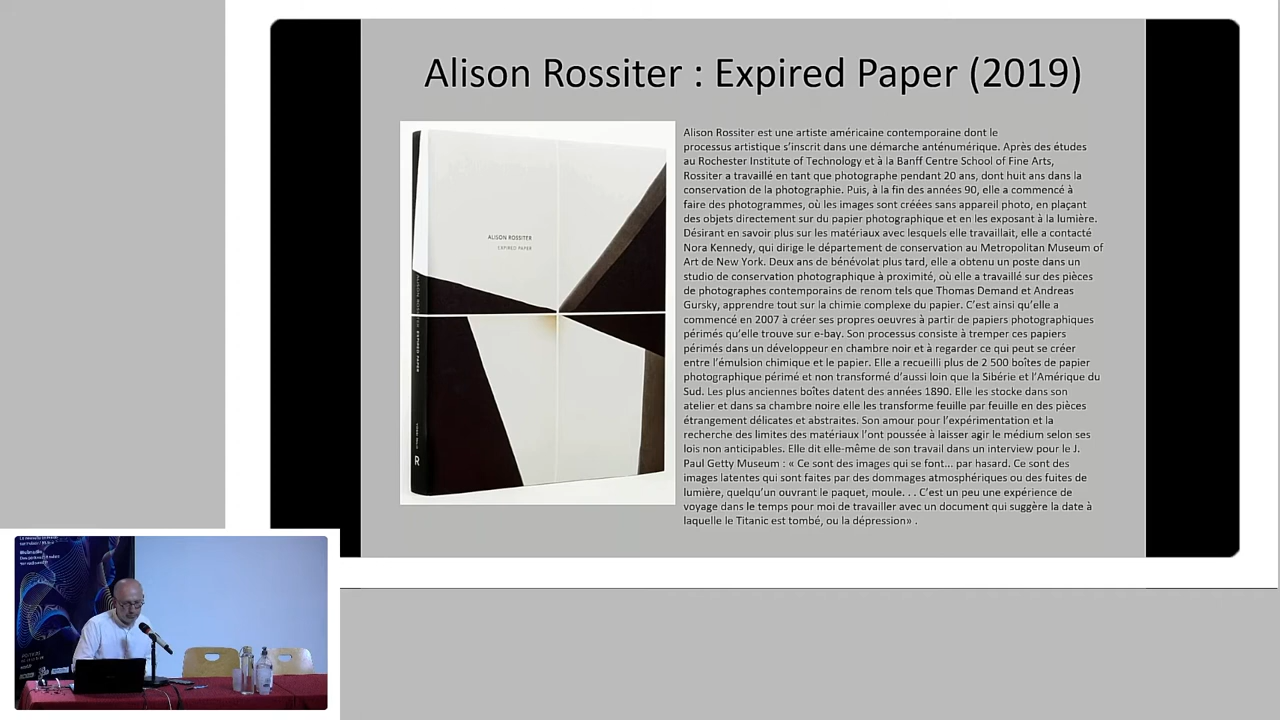 Alison Rossiter : Expired Paper (2019)
ALISON ROSSITER
EXPIRED PAPER
ALISON ROSSITER EXPIRED PAPER
R
Alison Rossiter est une artiste américaine contemporaine dont le
processus artistique s’inscrit dans une démarche anténumérique. Après des études
au Rochester Institute of Technology et à la Banff Centre School of Fine Arts,
Rossiter a travaillé en tant que photographe pendant 20 ans, dont huit ans dans la
conservation de la photographie. Puis, à la fin des années 90, elle a commencé à
faire des photogrammes, où les images sont créées sans appareil photo, en plaçant
des objets directement sur du papier photographique et en les exposant à la lumière.
Désirant en savoir plus sur les matériaux avec lesquels elle travaillait, elle a contacté
Nora Kennedy, qui dirige le département de conservation au Metropolitan Museum of
Art de New York. Deux ans de bénévolat plus tard, elle a obtenu un poste dans un
studio de conservation photographique à proximité, où elle a travaillé sur des pièces
de photographes contemporains de renom tels que Thomas Demand et Andreas
Gursky, apprendre tout sur la chimie complexe du papier. C’est ainsi qu’elle a
commencé en 2007 à créer ses propres oeuvres à partir de papiers photographiques
périmés qu’elle trouve sur e-bay. Son processus consiste à tremper ces papiers
périmés dans un développeur en chambre noir et à regarder ce qui peut se créer
entre l’émulsion chimique et le papier. Elle a recueilli plus de 2 500 boîtes de papier
photographique périmé et non transformé d’aussi loin que la Sibérie et l’Amérique du
Sud. Les plus anciennes boîtes datent des années 1890. Elle les stocke dans son
atelier et dans sa chambre noire elle les transforme feuille par feuille en des pièces
étrangement délicates et abstraites. Son amour pour l’expérimentation et la
recherche des limites des matériaux l’ont poussée à laisser agir le médium selon ses
lois non anticipables. Elle dit elle-même de son travail dans un interview pour le J.
Paul Getty Museum : « Ce sont des images qui se font... par hasard. Ce sont des
images latentes qui sont faites par des dommages atmosphériques ou des fuites de
lumière, quelqu’un ouvrant le paquet, moule. . . C’est un peu une expérience de
voyage dans le temps pour moi de travailler avec un document qui suggère la date à
laquelle le Titanic est tombé, ou la dépression» .